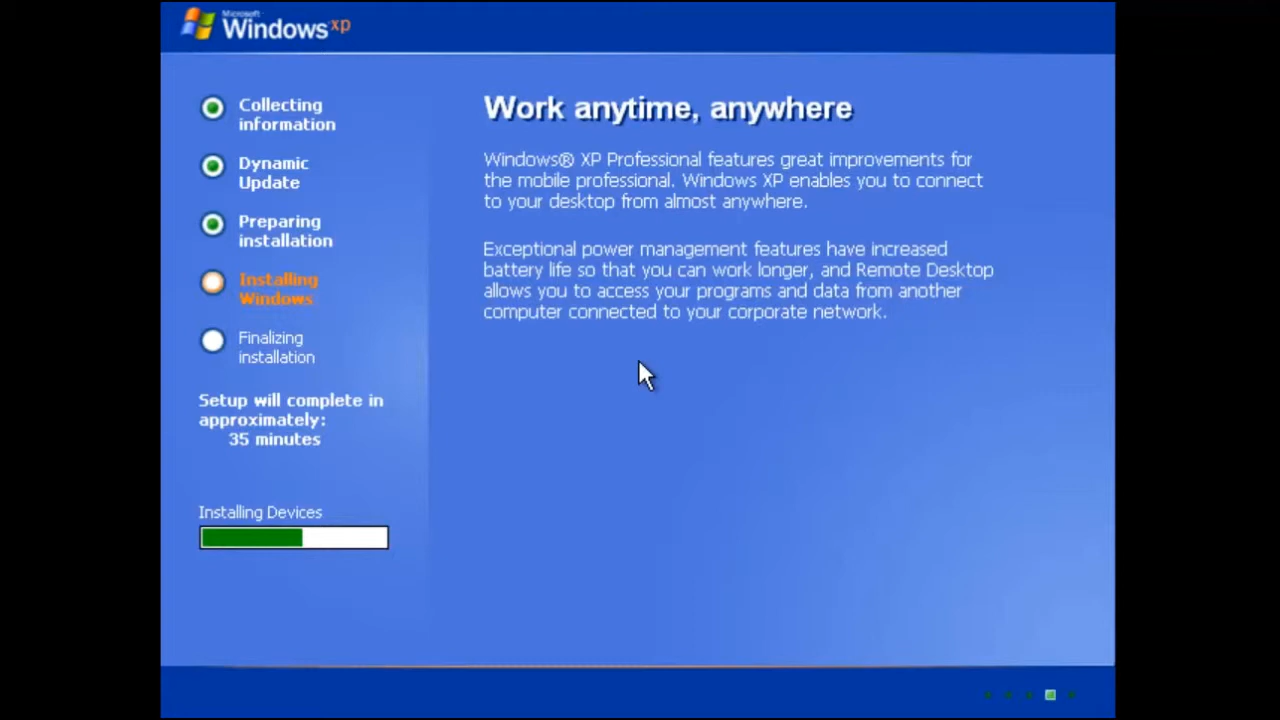 Microsoft
Windows xp
Collecting
information
Dynamic
Update
Preparing
installation
Installing
Windows
Finalizing
installation
Setup will complete in
approximately:
35 minutes
Installing Devices
Work anytime, anywhere
Windows® XP Professional features great improvements for
the mobile professional. Windows XP enables you to connect
to your desktop from almost anywhere.
Exceptional power management features have increased
battery life so that you can work longer, and Remote Desktop
allows you to access your programs and data from another
computer connected to your corporate network.